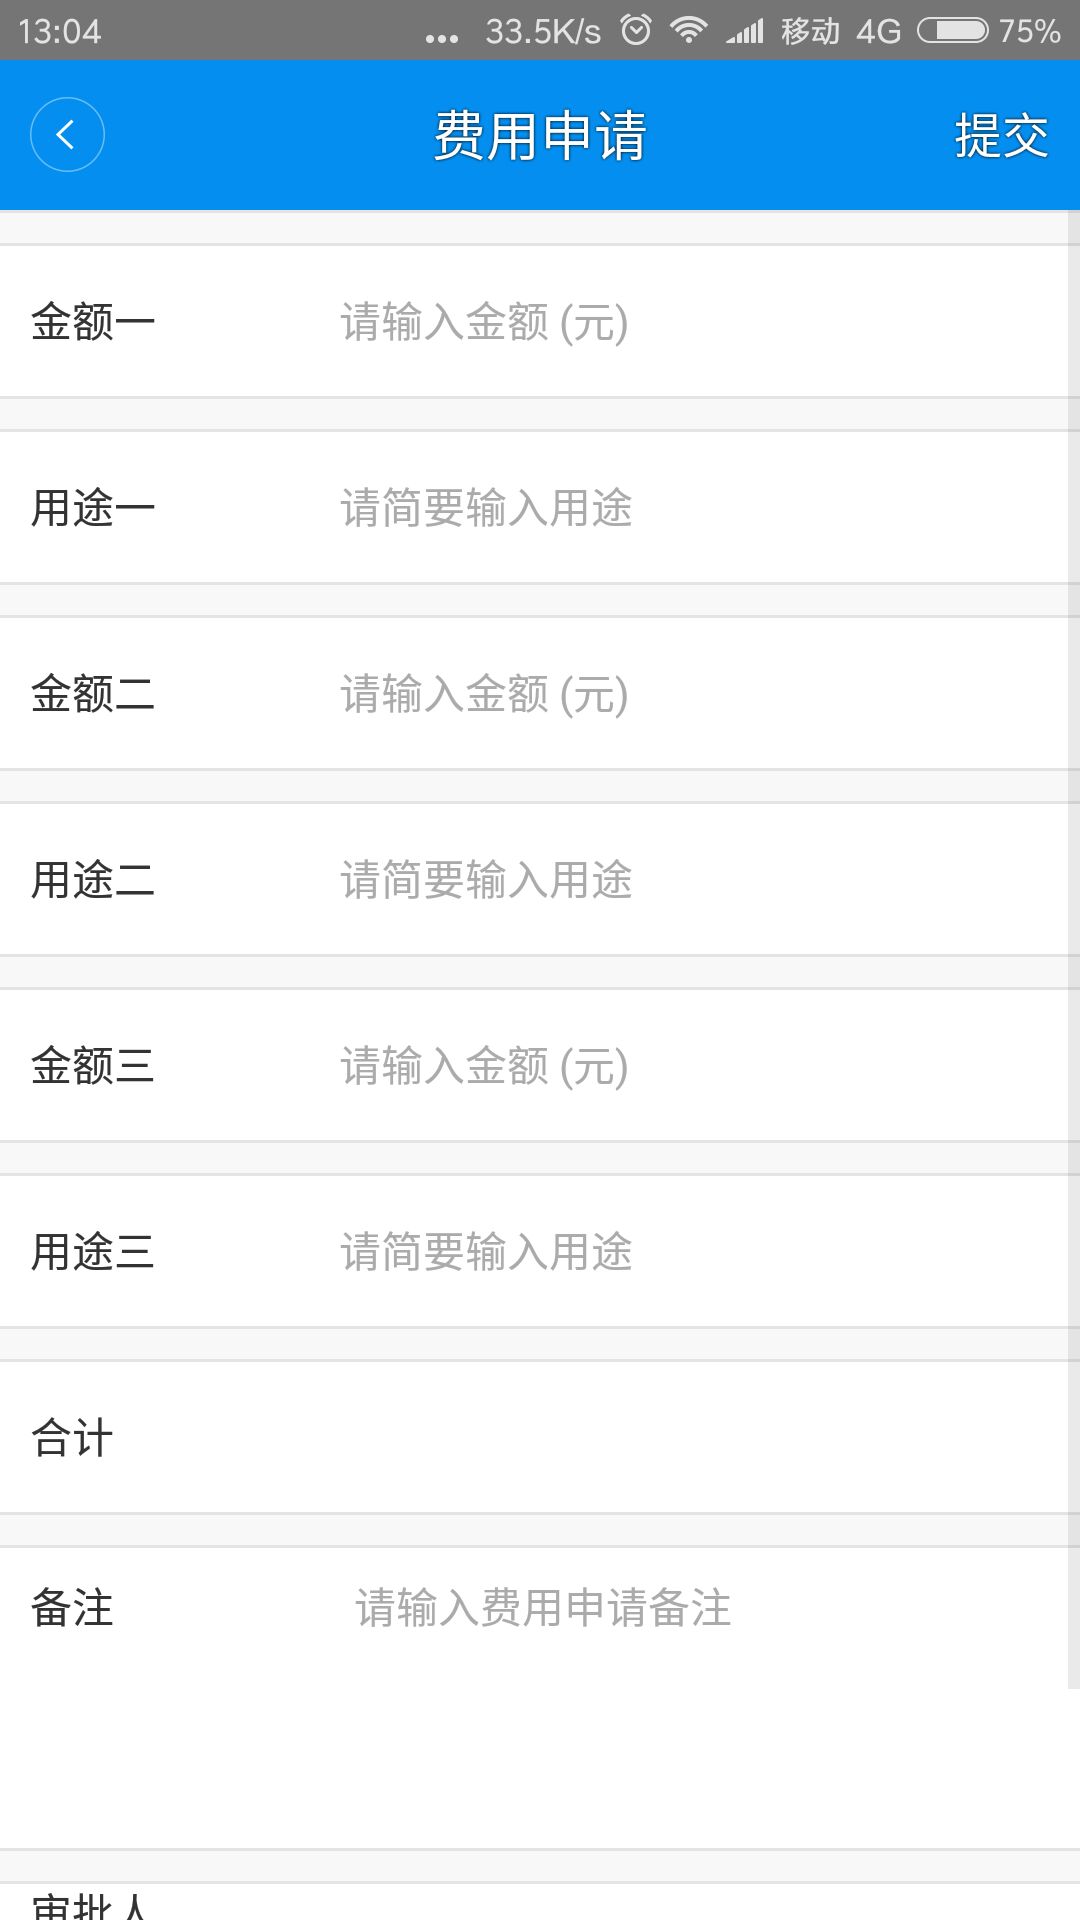 13:04 ... 33.5K/s 移动 4G 75%
费用申请 提交
金额一 请输入金额 (元)
用途一 请简要输入用途
金额二 请输入金额 (元)
用途二 请简要输入用途
金额三 请输入金额 (元)
用途三 请简要输入用途
合计
备注 请输入费用申请备注
审批人